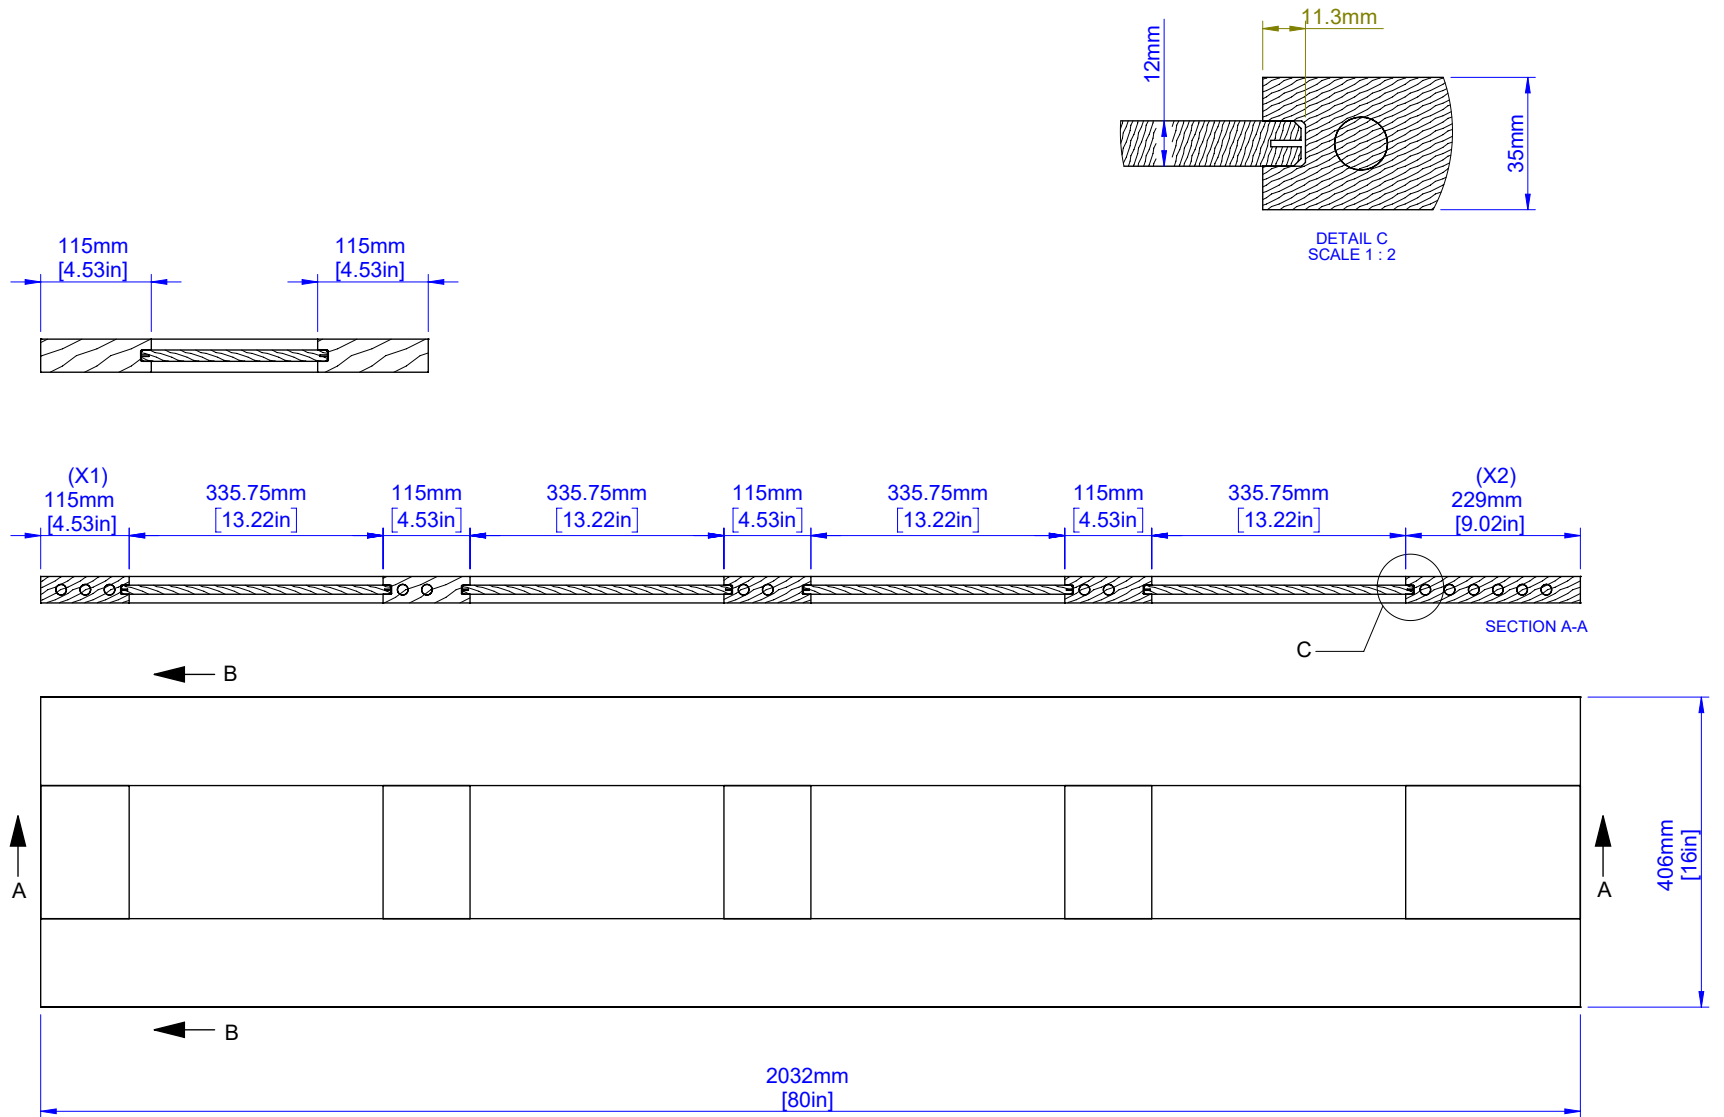 11.3mm
12mm
35mm
DETAIL C
SCALE 1 : 2
115mm
[4.53in]
115mm
[4.53in]
(X1)
115mm
[4.53in]
335.75mm
[13.22in]
115mm
[4.53in]
335.75mm
[13.22in]
115mm
[4.53in]
335.75mm
[13.22in]
115mm
[4.53in]
335.75mm
[13.22in]
(X2)
229mm
[9.02in]
SECTION A-A
C
B
A
A
406mm
[16in]
B
2032mm
[80in]